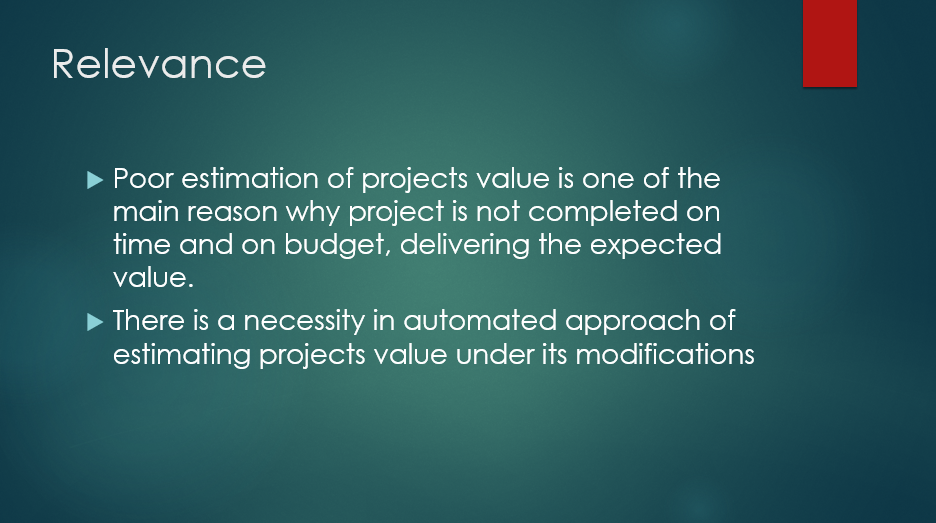 Relevance
Poor estimation of projects value is one of the
main reason why project is not completed on
time and on budget, delivering the expected
value.
There is a necessity in automated approach of
estimating projects value under its modifications